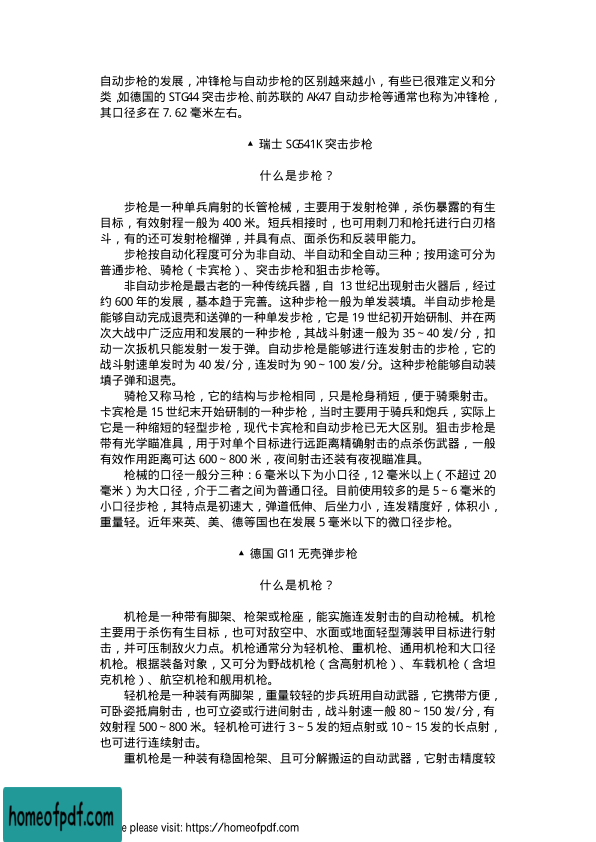 自动步枪的发展，冲锋枪与自动步枪的区别越来越小，有些已很难定义和分
类，如德国的 STG44 突击步枪、前苏联的 AK47 自动步枪等通常也称为冲锋枪，
其口径多在 7.62 毫米左右。
▲ 瑞士 SG541K 突击步枪
什么是步枪？
步枪是一种单兵肩射的长管枪械，主要用于发射枪弹，杀伤暴露的有生
目标，有效射程一般为 400 米。短兵相接时，也可用刺刀和枪托进行白刃格
斗，有的还可发射枪榴弹，并具有点、面杀伤和反装甲能力。
步枪按自动化程度可分为非自动、半自动和全自动三种；按用途可分为
普通步枪、骑枪（卡宾枪）、突击步枪和狙击步枪等。
非自动步枪是最古老的一种传统兵器，自 13 世纪出现射击火器后，经过
约 600 年的发展，基本趋于完善。这种步枪一般为单发装填。半自动步枪是
能够自动完成退壳和送弹的一种单发步枪，它是 19 世纪初开始研制、并在两
次大战中广泛应用和发展的一种步枪，其战斗射速一般为 35～40 发/分，扣
动一次扳机只能发射一发于弹。自动步枪是能够进行连发射击的步枪，它的
战斗射速单发时为 40 发/分，连发时为 90～100 发/分。这种步枪能够自动装
填子弹和退壳。
骑枪又称马枪，它的结构与步枪相同，只是枪身稍短，便于骑乘射击。
卡宾枪是 15 世纪末开始研制的一种步枪，当时主要用于骑兵和炮兵，实际上
它是一种缩短的轻型步枪，现代卡宾枪和自动步枪已无大区别。狙击步枪是
带有光学瞄准具，用于对单个目标进行远距离精确射击的点杀伤武器，一般
有效作用距离可达 600～800 米，夜间射击还装有夜视瞄准具。
枪械的口径一般分三种：6 毫米以下为小口径，12 毫米以上（不超过 20
毫米）为大口径，介于二者之间为普通口径。目前使用较多的是 5～6 毫米的
小口径步枪，其特点是初速大，弹道低伸、后坐力小，连发精度好，体积小，
重量轻。近年来英、美、德等国也在发展 5 毫米以下的微口径步枪。
▲ 德国 G11 无壳弹步枪
什么是机枪？
机枪是一种带有脚架、枪架或枪座，能实施连发射击的自动枪械。机枪
主要用于杀伤有生目标，也可对敌空中、水面或地面轻型薄装甲目标进行射
击，并可压制敌火力点。机枪通常分为轻机枪、重机枪、通用机枪和大口径
机枪。根据装备对象，又可分为野战机枪（含高射机枪）、车载机枪（含坦
克机枪）、航空机枪和舰用机枪。
轻机枪是一种装有两脚架，重量较轻的步兵班用自动武器，它携带方便，
可卧姿抵肩射击，也可立姿或行进间射击，战斗射速一般 80～150 发/分，有
效射程 500～800 米。轻机枪可进行 3～5 发的短点射或 10～15 发的长点射，
也可进行连续射击。
重机枪是一种装有稳固枪架、且可分解搬运的自动武器，它射击精度较
homeofpdf.com
e please visit: https://homeofpdf.com